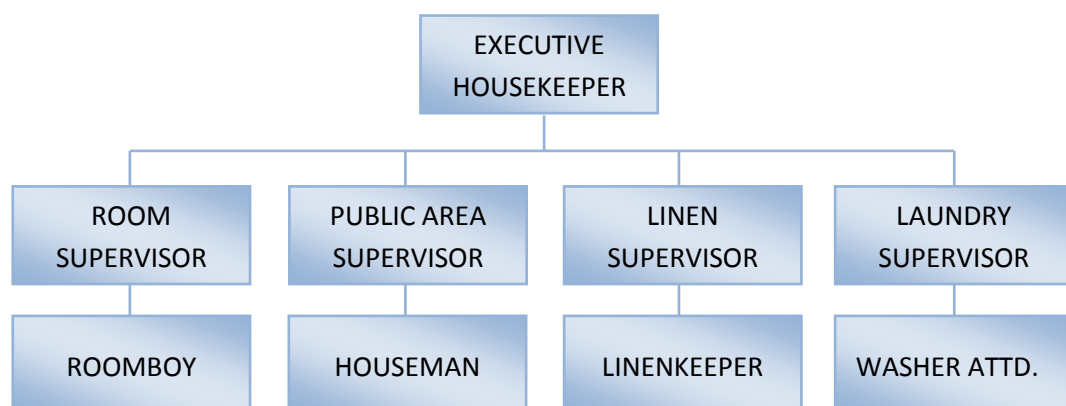 EXECUTIVE
HOUSEKEEPER
ROOM
SUPERVISOR
PUBLIC AREA
SUPERVISOR
LINEN
SUPERVISOR
LAUNDRY
SUPERVISOR
ROOMBOY
HOUSEMAN
LINENKEEPER
WASHER ATTD.